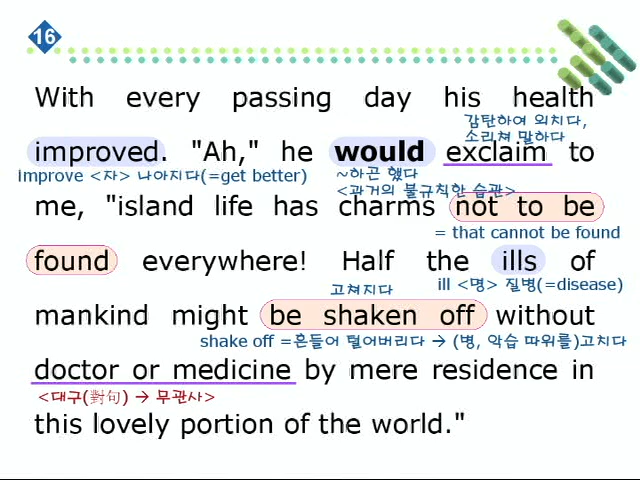 16
With every passing day his health
감탄하여 외치다,
소리쳐 말하다
improved. "Ah," he would exclaim to
improve <자> 나아지다(=get better)
~하곤 했다
<과거의 불규칙한 습관>
me, "island life has charms not to be
= that cannot be found
found everywhere! Half the ills of
고쳐지다
ill <명> 질병(=disease)
mankind might be shaken off without
shake off =흔들어 털어버리다 → (병, 악습 따위를)고치다
doctor or medicine by mere residence in
<대구(對句) → 무관사>
this lovely portion of the world."